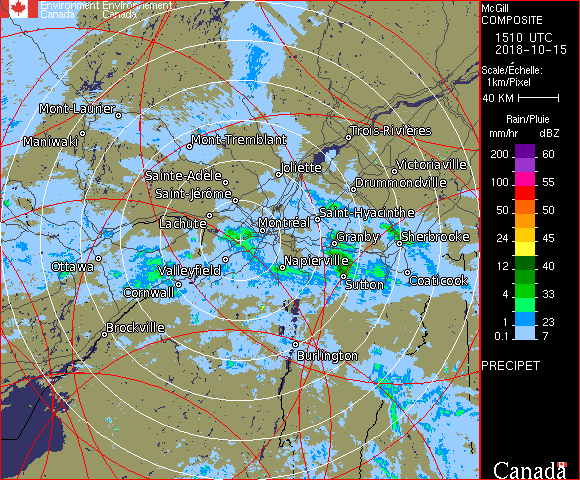 Environment Environnement
Canada Canada
McGill
COMPOSITE
1510 UTC
2018-10-15
Scale/Échelle:
1km/Pixel
40 KM
Rain/Pluie
mm/hr dBZ
200 60
100 55
50 50
24 45
12 40
4 33
1 23
0.1 7
PRECIPET
Canada
Mont-Laurier
Maniwaki
Mont-Tremblant
Trois-Rivières
Joliette
Victoriaville
Sainte-Adèle
Drummondville
Saint-Jérôme
Saint-Hyacinthe
Lachute
Montréal
Granby
Sherbrooke
Ottawa
Valleyfield
Napierville
Coaticook
Cornwall
Sutton
Brockville
Burlington